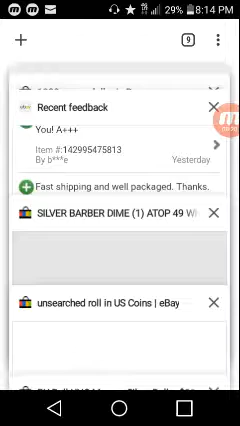 29% 8:14 PM
9
Recent feedback
You! A+++
Item #:142995475813
By b***e Yesterday
Fast shipping and well packaged. Thanks.
SILVER BARBER DIME (1) ATOP 49 W
unsearched roll in US Coins | eBay